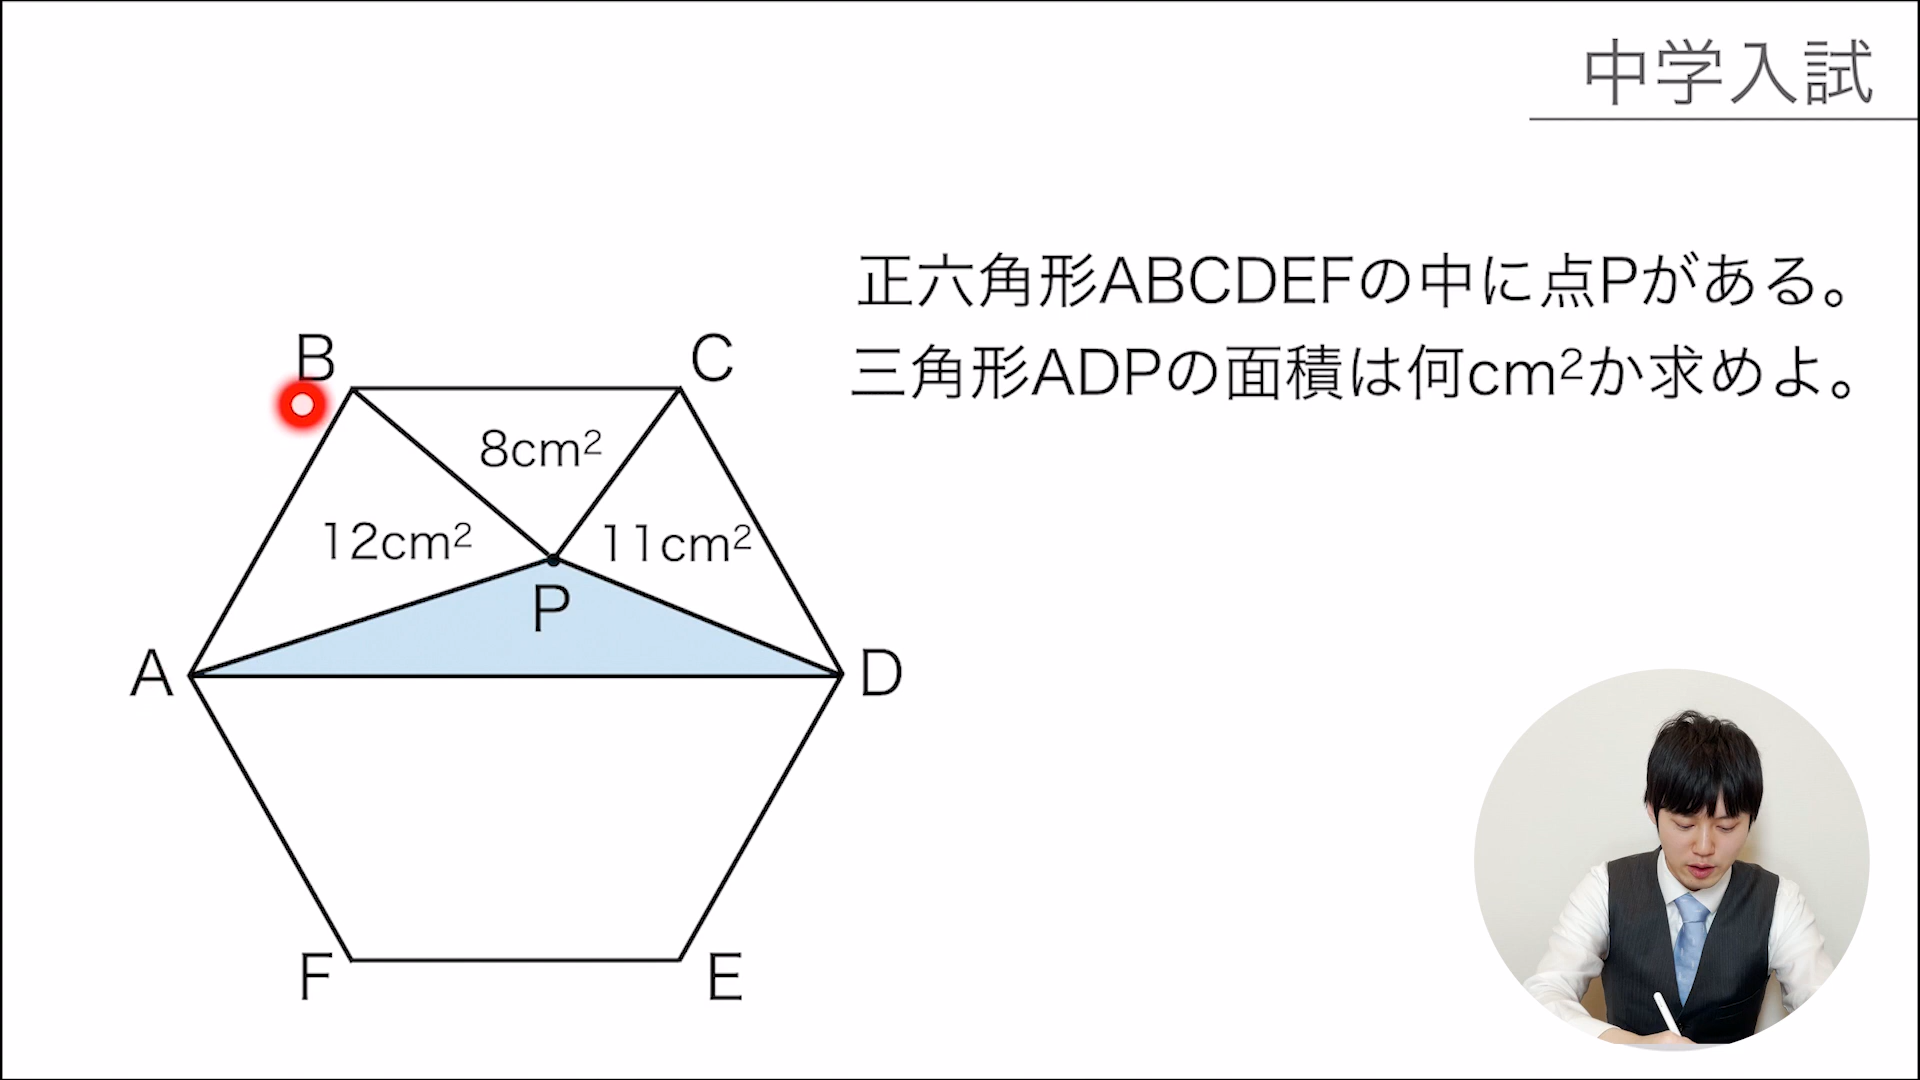 中学入試
正六角形ABCDEFの中に点Pがある。
三角形ADPの面積は何cm²か求めよ。
B
C
8cm²
12cm²
11cm²
P
A
D
F
E